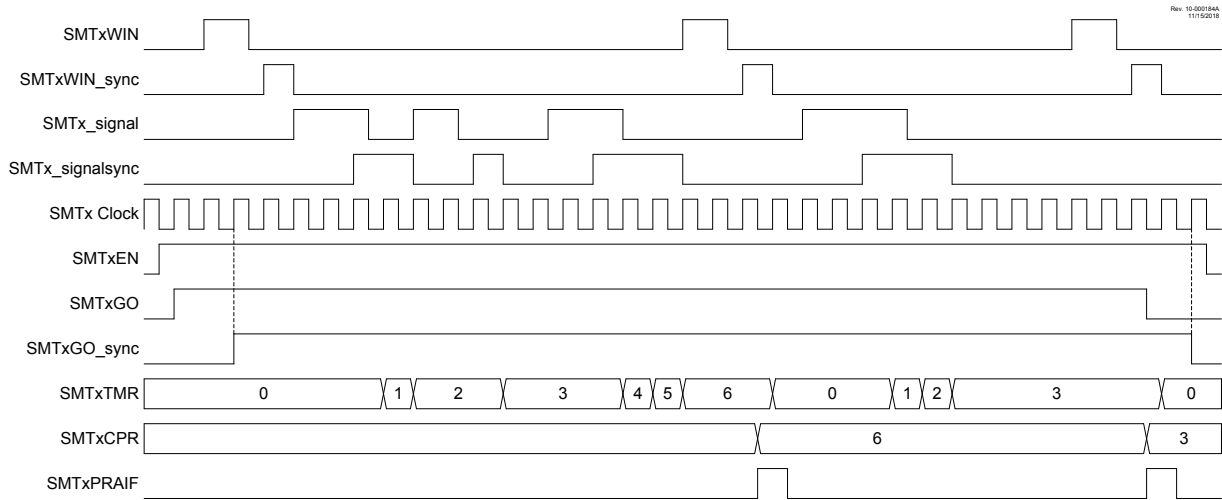 Rev. 10-000184A
11/15/2018
SMTxWIN
SMTxWIN_sync
SMTx_signal
SMTx_signalsync
SMTx Clock
SMTxEN
SMTxGO
SMTxGO_sync
SMTxTMR 0 1 2 3 4 5 6 0 1 2 3 0
SMTxCPR 6 3
SMTxPRAIF